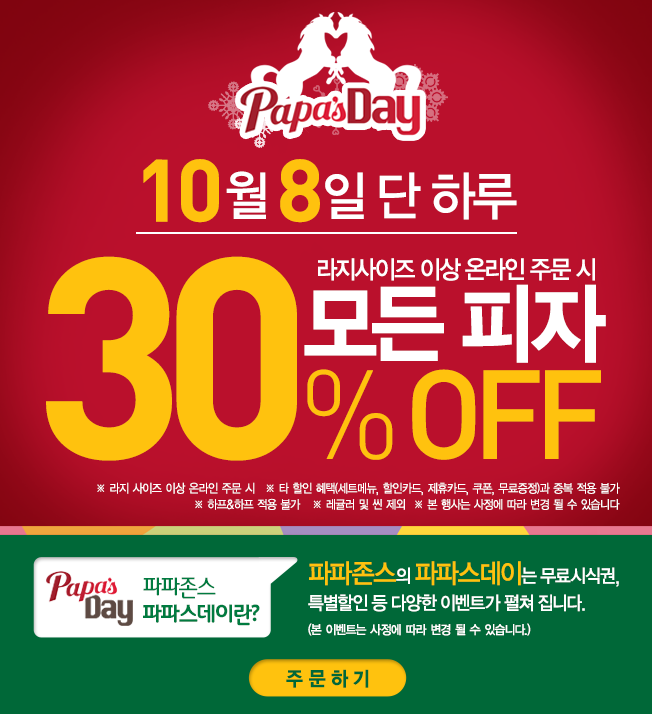 Papa'sDay
10월 8일 단 하루
라지사이즈 이상 온라인 주문 시
모든 피자
30% OFF
※ 라지 사이즈 이상 온라인 주문 시 ※ 타 할인 혜택(세트메뉴, 할인카드, 제휴카드, 쿠폰, 무료증정)과 중복 적용 불가
※ 하프&하프 적용 불가 ※ 레귤러 및 씬 제외 ※ 본 행사는 사정에 따라 변경 될 수 있습니다
Papa's
Day
파파존스
파파스데이란?
파파존스의 파파스데이는 무료시식권,
특별할인 등 다양한 이벤트가 펼쳐 집니다.
(본 이벤트는 사정에 따라 변경 될 수 있습니다.)
주문하기